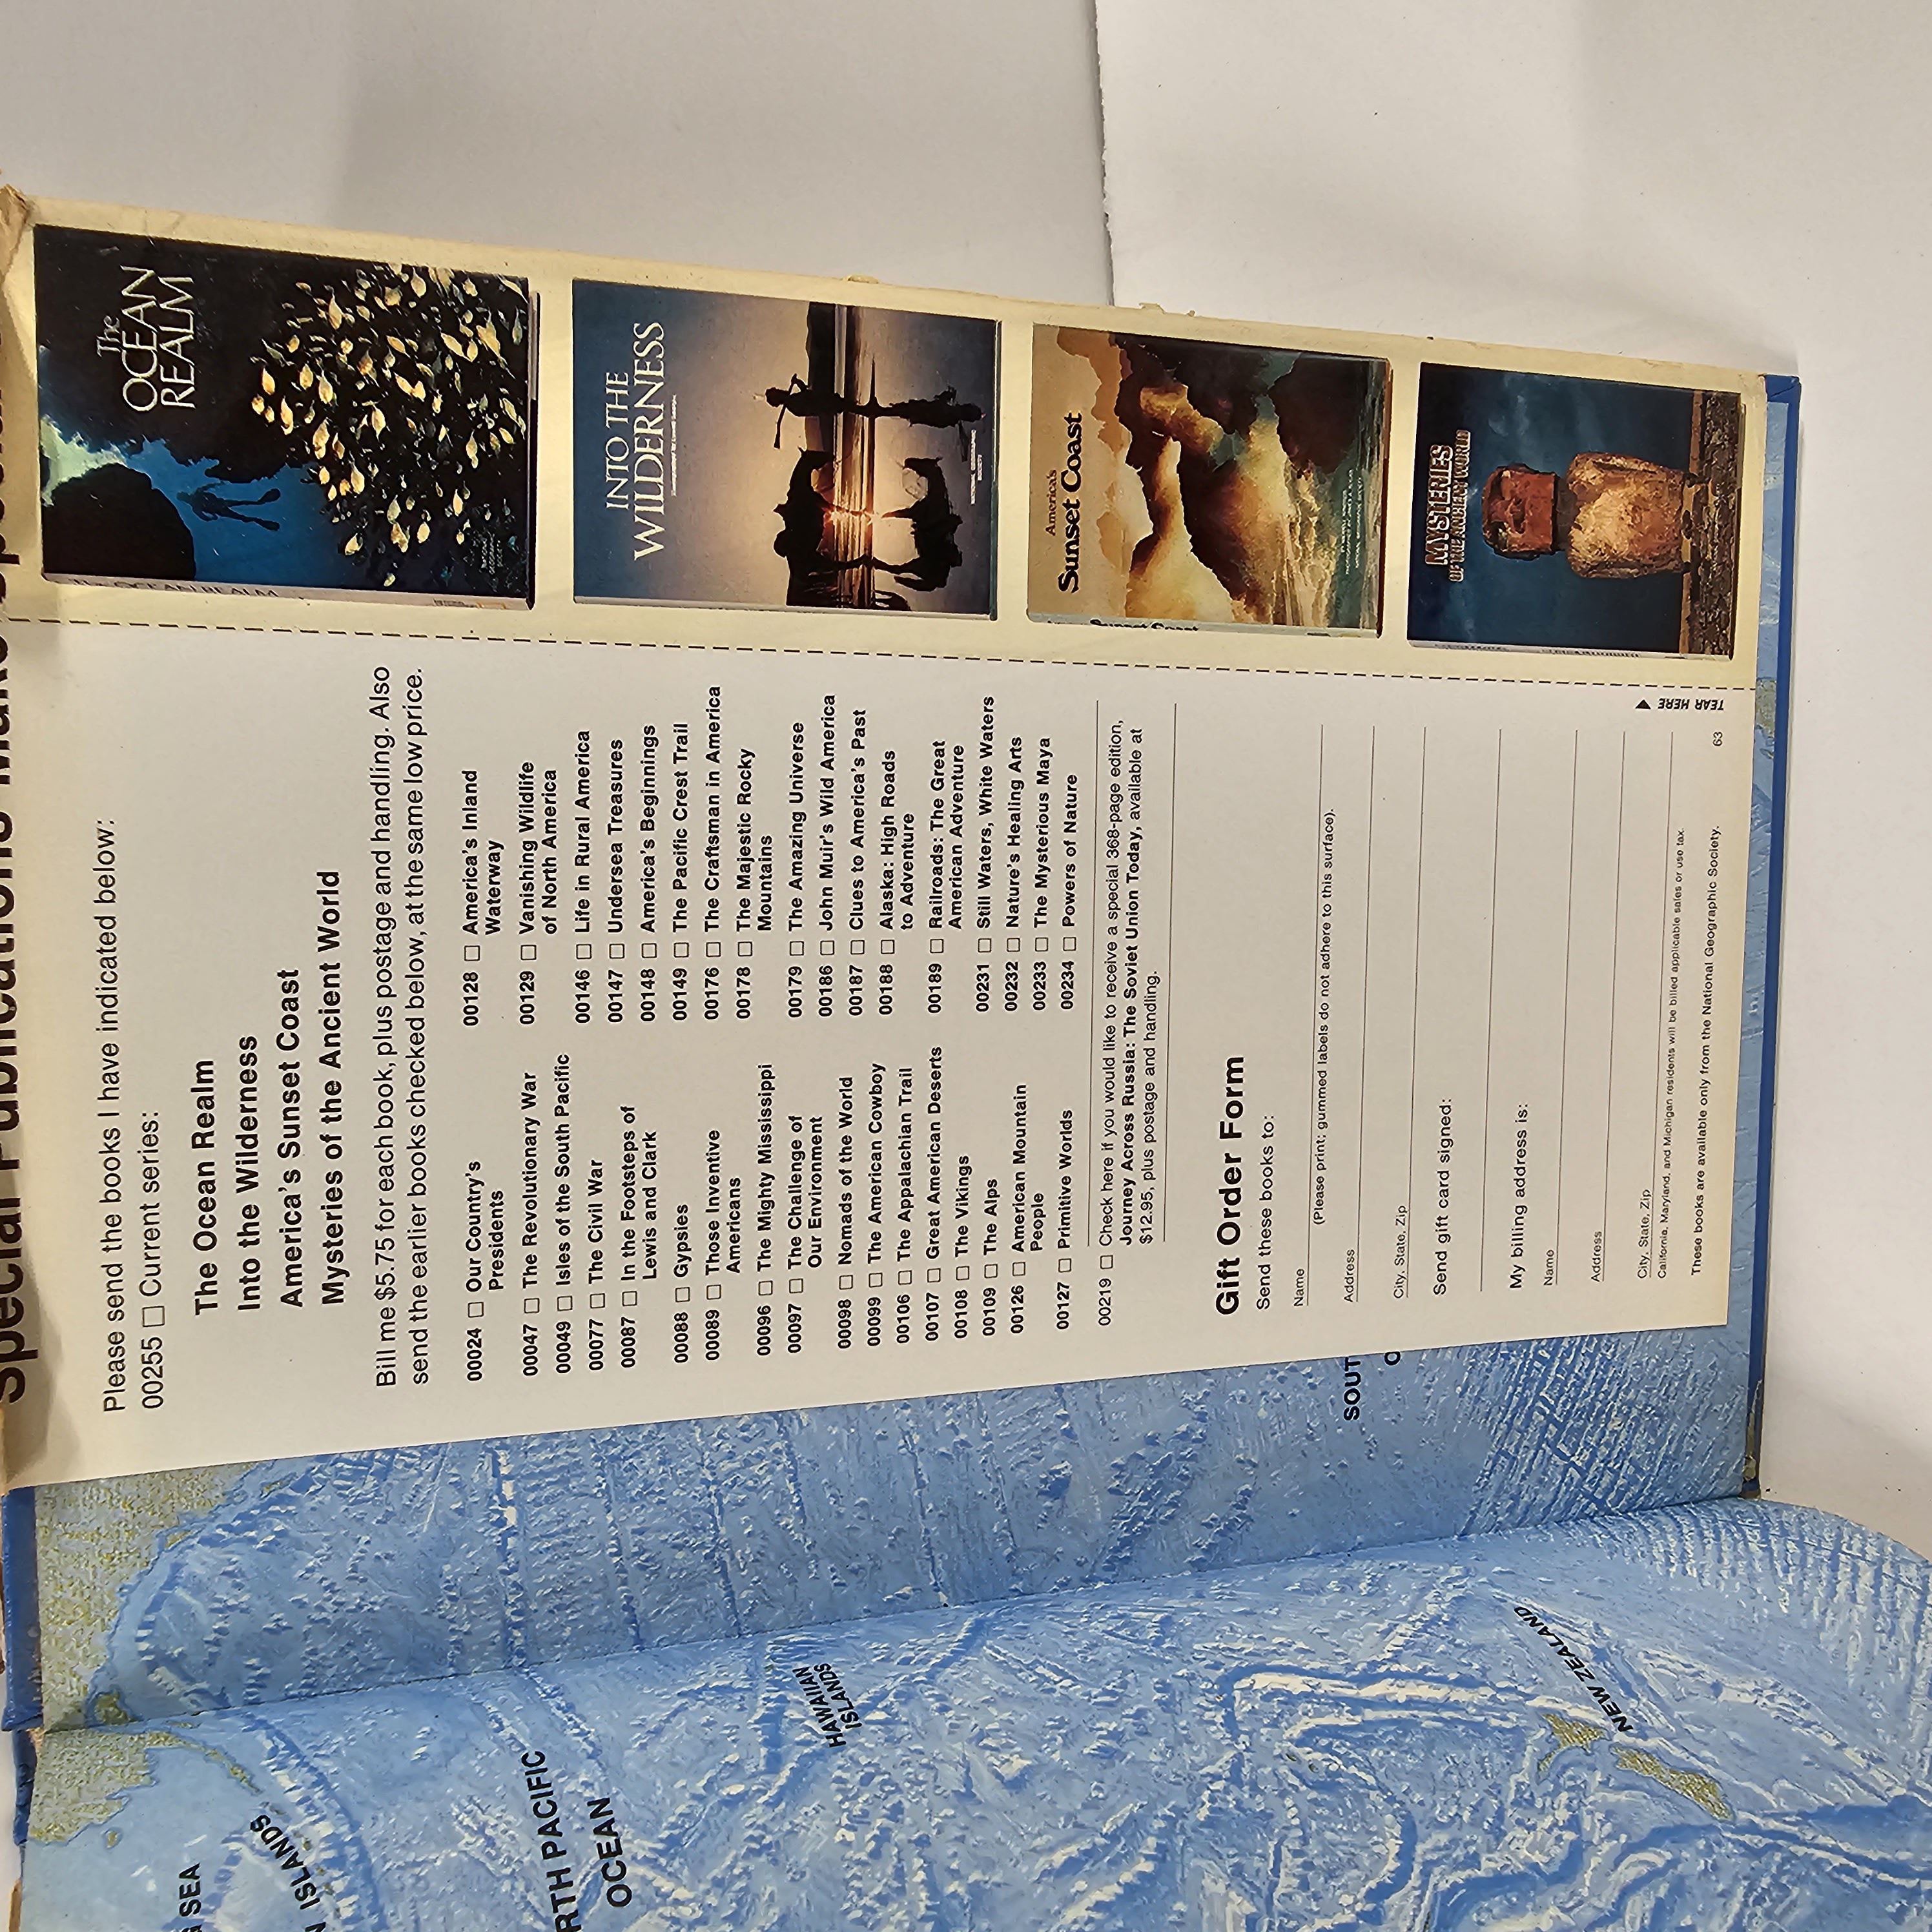 Special Publications Make Special
Please send the books I have indicated below:
00255 □ Current series:
The Ocean Realm
Into the Wilderness
America's Sunset Coast
Mysteries of the Ancient World
Bill me $5.75 for each book, plus postage and handling. Also
send the earlier books checked below, at the same low price.
00024 □ Our Country's
Presidents
00047 □ The Revolutionary War
00049 □ Isles of the South Pacific
00077 □ The Civil War
00087 □ In the Footsteps of
Lewis and Clark
00088 □ Gypsies
00089 □ Those Inventive
Americans
00096 □ The Mighty Mississippi
00097 □ The Challenge of
Our Environment
00098 □ Nomads of the World
00099 □ The American Cowboy
00106 □ The Appalachian Trail
00107 □ Great American Deserts
00108 □ The Vikings
00109 □ The Alps
00126 □ American Mountain
People
00127 □ Primitive Worlds
00128 □ America's Inland
Waterway
00129 □ Vanishing Wildlife
of North America
00146 □ Life in Rural America
00147 □ Undersea Treasures
00148 □ America's Beginnings
00149 □ The Pacific Crest Trail
00176 □ The Craftsman in America
00178 □ The Majestic Rocky
Mountains
00179 □ The Amazing Universe
00186 □ John Muir's Wild America
00187 □ Clues to America's Past
00188 □ Alaska: High Roads
to Adventure
00189 □ Railroads: The Great
American Adventure
00231 □ Still Waters, White Waters
00232 □ Nature's Healing Arts
00233 □ The Mysterious Maya
00234 □ Powers of Nature
00219 □ Check here if you would like to receive a special 368-page edition,
Journey Across Russia: The Soviet Union Today, available at
$12.95, plus postage and handling.
Gift Order Form
Send these books to:
Name
(Please print; gummed labels do not adhere to this surface).
Address
City, State, Zip
Send gift card signed:
My billing address is:
Name
Address
City, State, Zip
California, Maryland, and Michigan residents will be billed applicable sales or use tax.
These books are available only from the National Geographic Society.
63
TEAR HERE ▼
The
OCEAN
REALM
NATIONAL
GEOGRAPHIC
SOCIETY
INTO THE
WILDERNESS
NATIONAL GEOGRAPHIC
SOCIETY
America's
Sunset Coast
NATIONAL GEOGRAPHIC SOCIETY
MYSTERIES
OF THE ANCIENT WORLD
SEA
ISLANDS
RTH PACIFIC
OCEAN
HAWAIIAN
ISLANDS
SOUT
O
NEW ZEALAND